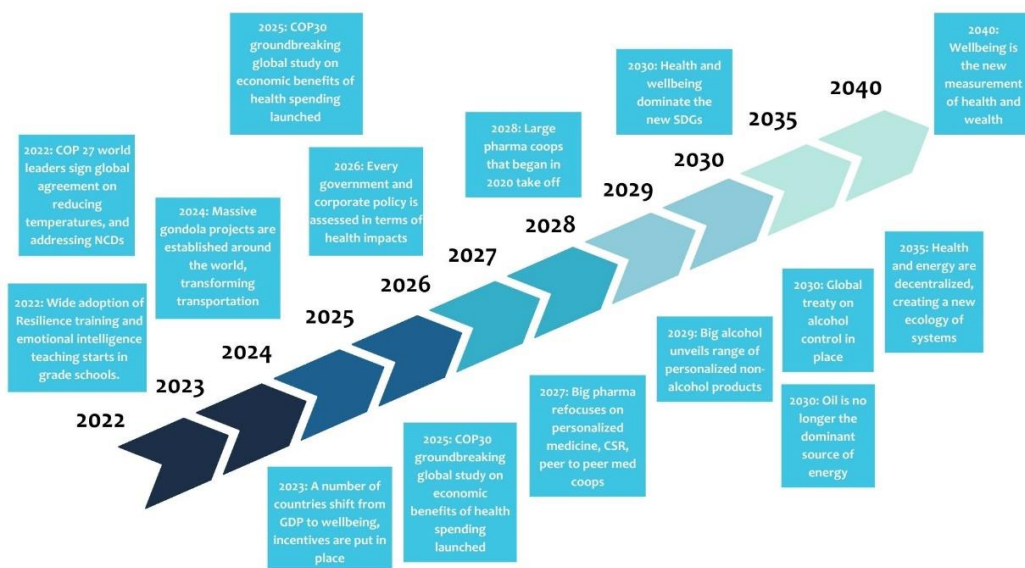 2025: COP30
groundbreaking
global study on
economic benefits of
health spending
launched
2040:
Wellbeing is
the new
measurement
of health and
wealth
2030: Health and
wellbeing
dominate the
new SDGs
2040
2035
2022: COP 27 world
leaders sign global
agreement on
reducing
temperatures, and
addressing NCDs
2026: Every
government and
corporate policy is
assessed in terms of
health impacts
2028: Large
pharma coops
that began in
2020 take off
2030
2029
2024: Massive
gondola projects are
established around
the world,
transforming
transportation
2028
2027
2035: Health
and energy are
decentralized,
creating a new
ecology of
systems
2030: Global
treaty on
alcohol
control in
place
2022: Wide adoption of
Resilience training and
emotional intelligence
teaching starts in
grade schools.
2026
2025
2024
2023
2022
2029: Big alcohol
unveils range of
personalized non-
alcohol products
2027: Big pharma
refocuses on
personalized
medicine, CSR,
peer to peer med
coops
2030: Oil is no
longer the
dominant
source of
energy
2025: COP30
groundbreaking
global study on
economic
benefits of health
spending
launched
2023: A number of
countries shift from
GDP to wellbeing,
incentives are put in
place